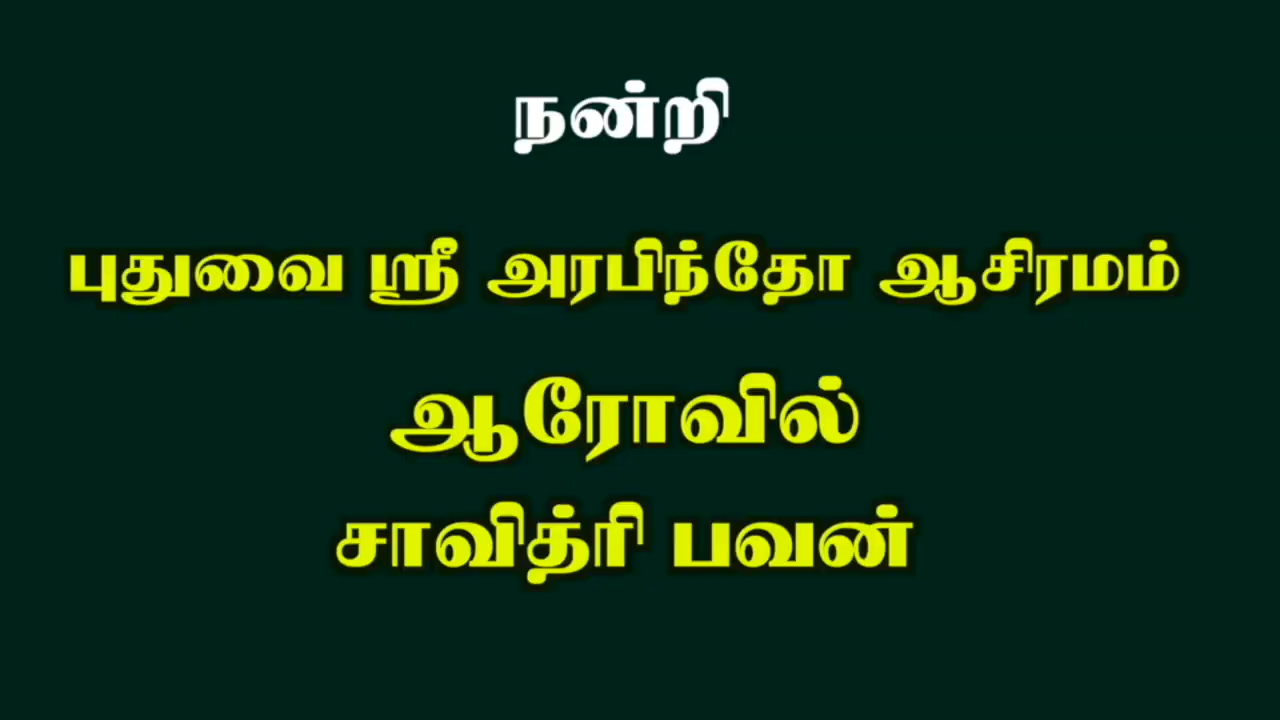 நன்றி
புதுவை ஸ்ரீ அரபிந்தோ ஆசிரமம்
ஆரோவில்
சாவித்ரி பவன்